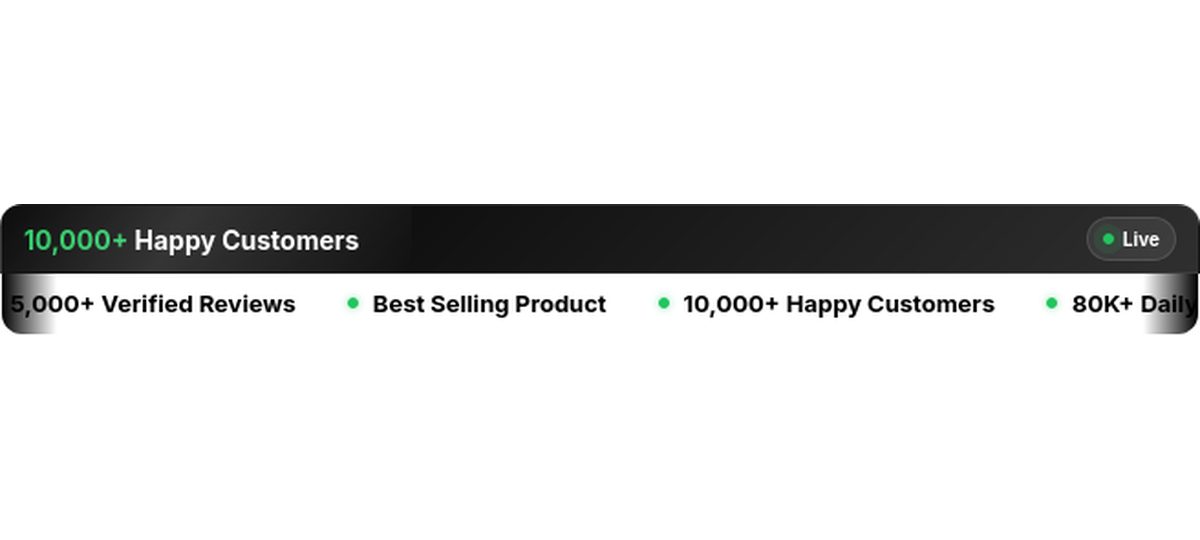 10,000+ Happy Customers
Live
5,000+ Verified Reviews
Best Selling Product
10,000+ Happy Customers
80K+ Daily